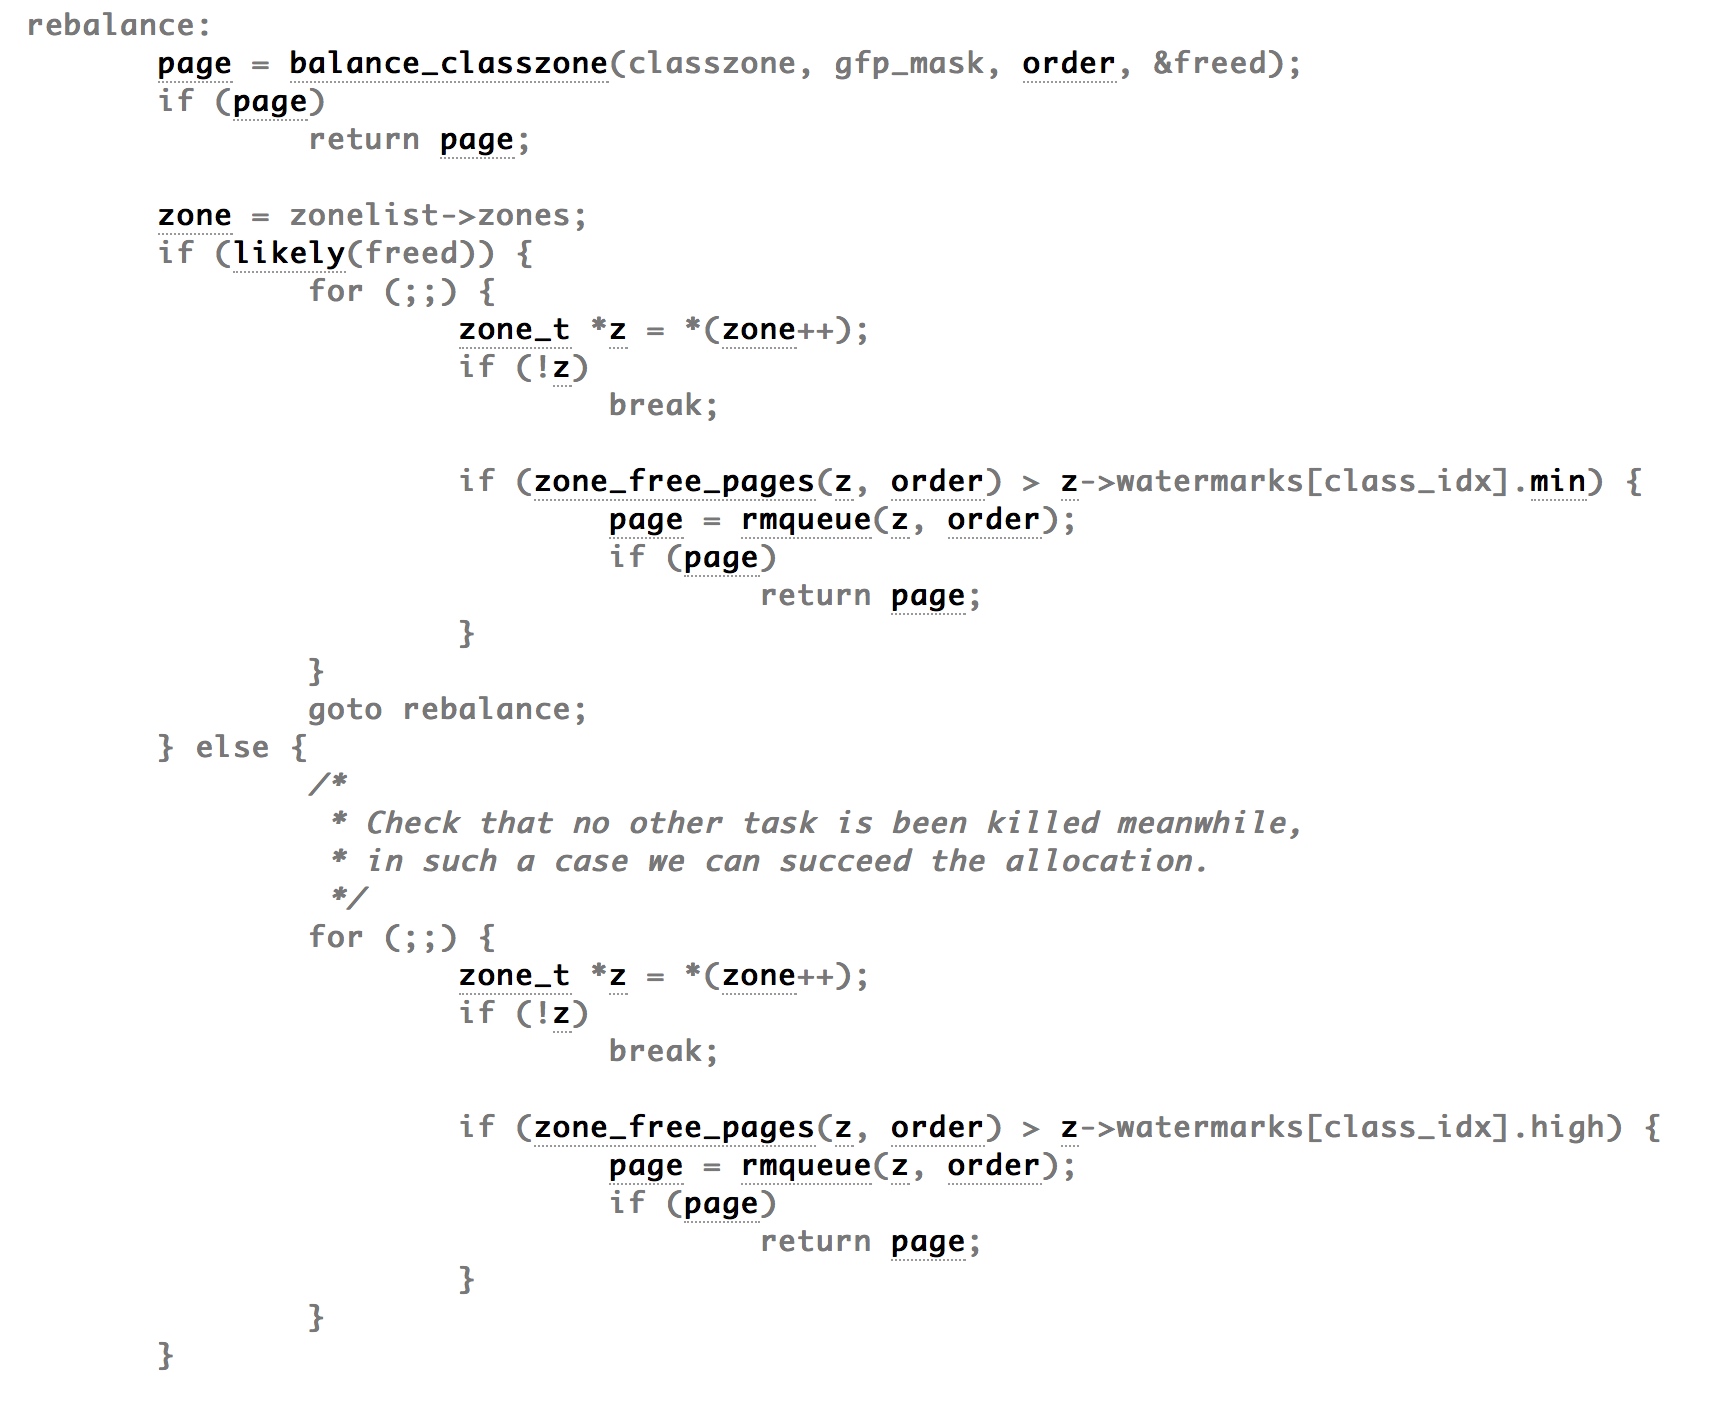 rebalance:
page = balance_classzone(classzone, gfp_mask, order, &freed);
if (page)
return page;
zone = zonelist->zones;
if (likely(freed)) {
for (;;) {
zone_t *z = *(zone++);
if (!z)
break;
if (zone_free_pages(z, order) > z->watermarks[class_idx].min) {
page = rmqueue(z, order);
if (page)
return page;
}
}
goto rebalance;
} else {
/*
* Check that no other task is been killed meanwhile,
* in such a case we can succeed the allocation.
*/
for (;;) {
zone_t *z = *(zone++);
if (!z)
break;
if (zone_free_pages(z, order) > z->watermarks[class_idx].high) {
page = rmqueue(z, order);
if (page)
return page;
}
}
}